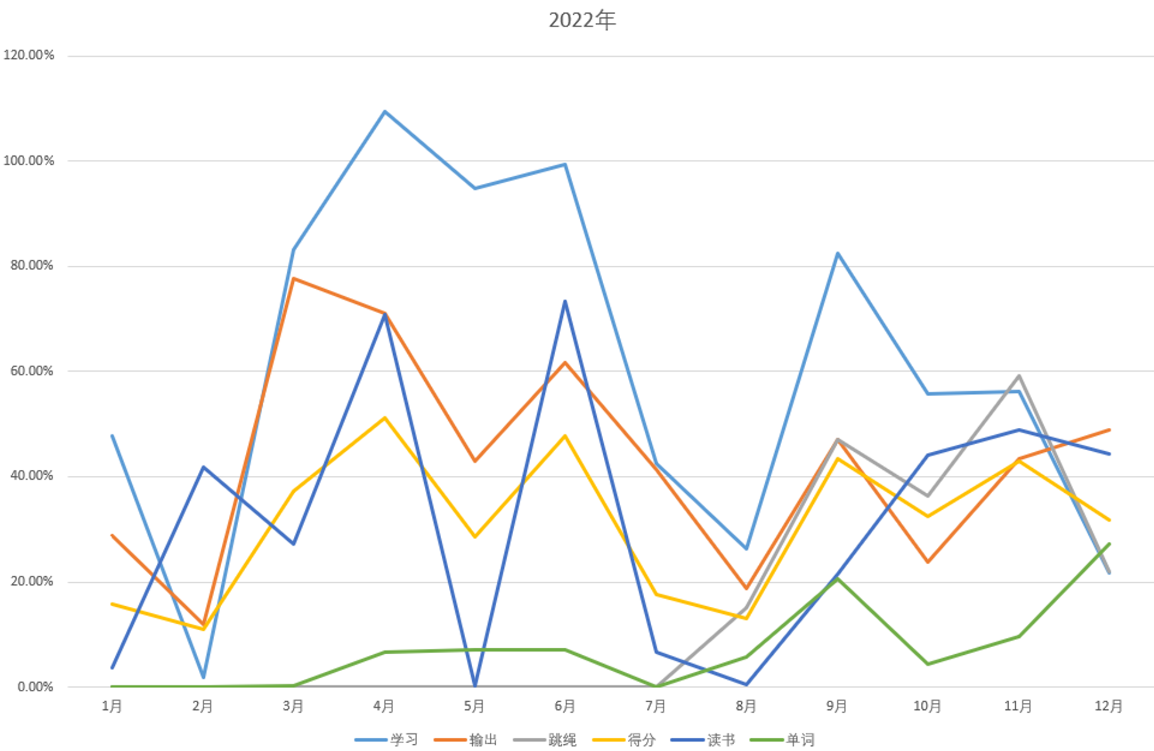 2022年
120.00%
100.00%
80.00%
60.00%
40.00%
20.00%
0.00%
1月 2月 3月 4月 5月 6月 7月 8月 9月 10月 11月 12月
学习 输出 跳绳 得分 读书 单词